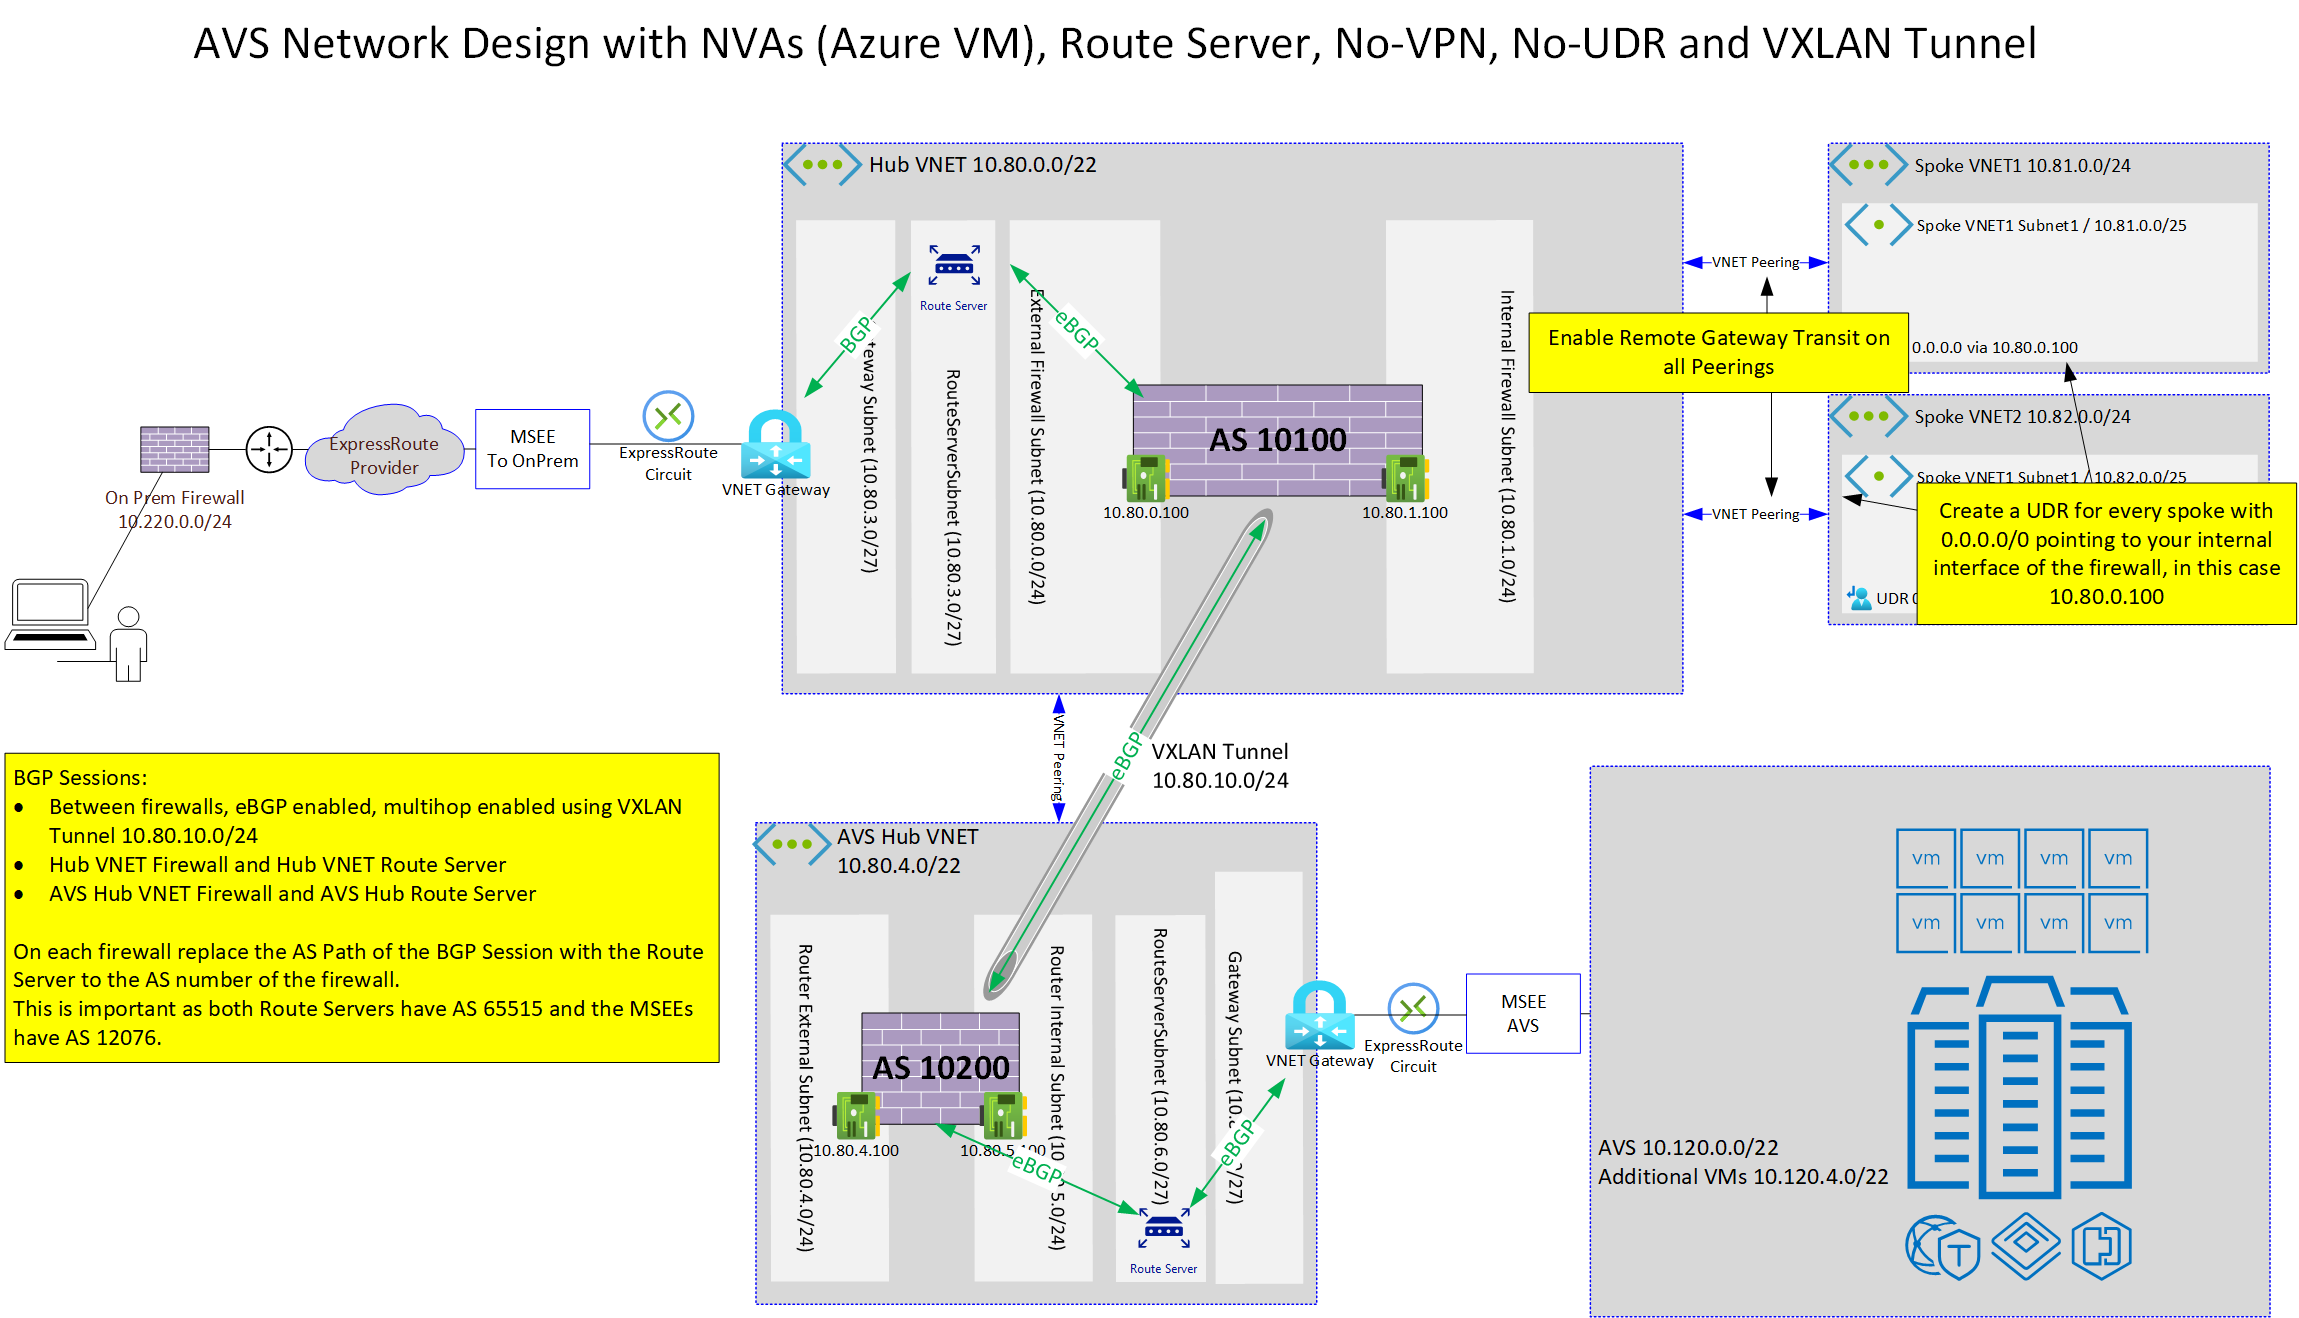 AVS Network Design with NVAs (Azure VM), Route Server, No-VPN, No-UDR and VXLAN Tunnel
Hub VNET 10.80.0.0/22
Route Server
BGP
eBGP
eway Subnet (10.80.3.0/27)
RouteServerSubnet (10.80.3.0/27)
External Firewall Subnet (10.80.0.0/24)
Internal Firewall Subnet (10.80.1.0/24)
AS 10100
10.80.0.100
10.80.1.100
Spoke VNET1 10.81.0.0/24
Spoke VNET1 Subnet1 / 10.81.0.0/25
VNET Peering
Enable Remote Gateway Transit on
all Peerings
0.0.0.0 via 10.80.0.100
Spoke VNET2 10.82.0.0/24
Spoke VNET1 Subnet1 / 10.82.0.0/25
VNET Peering
Create a UDR for every spoke with
0.0.0.0/0 pointing to your internal
interface of the firewall, in this case
10.80.0.100
UDR
On Prem Firewall
10.220.0.0/24
ExpressRoute
Provider
MSEE
To OnPrem
ExpressRoute
Circuit
VNET Gateway
VNET Peering
eBGP
VXLAN Tunnel
10.80.10.0/24
BGP Sessions:
• Between firewalls, eBGP enabled, multihop enabled using VXLAN
Tunnel 10.80.10.0/24
• Hub VNET Firewall and Hub VNET Route Server
• AVS Hub VNET Firewall and AVS Hub Route Server
On each firewall replace the AS Path of the BGP Session with the Route
Server to the AS number of the firewall.
This is important as both Route Servers have AS 65515 and the MSEEs
have AS 12076.
AVS Hub VNET
10.80.4.0/22
Router External Subnet (10.80.4.0/24)
Router Internal Subnet (10 5.0/24)
RouteServerSubnet (10.80.6.0/27)
Gateway Subnet (10. /27)
AS 10200
10.80.4.100
10.80.5.100
eBGP
eBGP
Route Server
VNET Gateway
ExpressRoute
Circuit
MSEE
AVS
vm vm vm vm
vm vm vm vm
AVS 10.120.0.0/22
Additional VMs 10.120.4.0/22
T